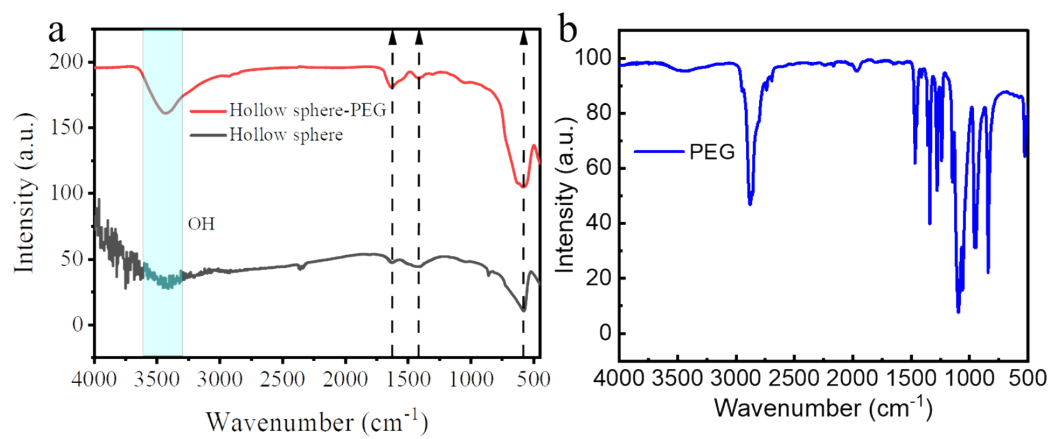 a
200
150
100
50
0
Intensity (a.u.)
Hollow sphere-PEG
Hollow sphere
OH
4000 3500 3000 2500 2000 1500 1000 500
Wavenumber (cm⁻¹)
b
100
80
60
40
20
0
Intensity (a.u.)
PEG
4000 3500 3000 2500 2000 1500 1000 500
Wavenumber (cm⁻¹)